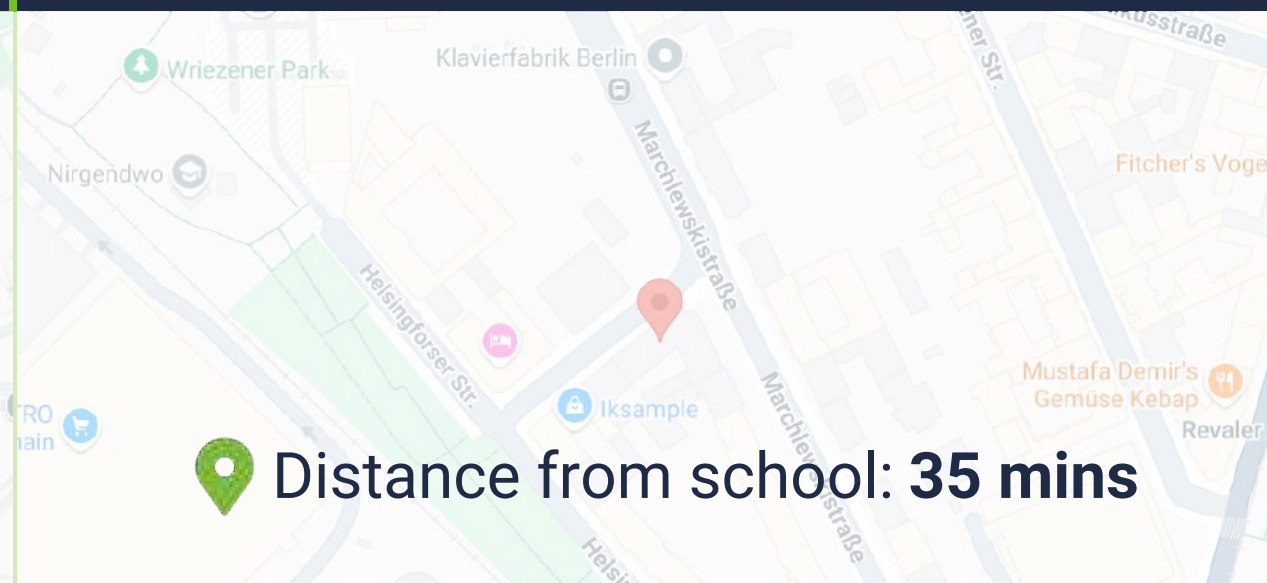 Klavierfabrik Berlin
Wriezener Park
Nirgendwo
Marchlewskistraße
Fitcher's Voge
Helsingforser Str.
Mustafa Demir's
Gemüse Kebap
Iksample
Revaler
Distance from school: 35 mins